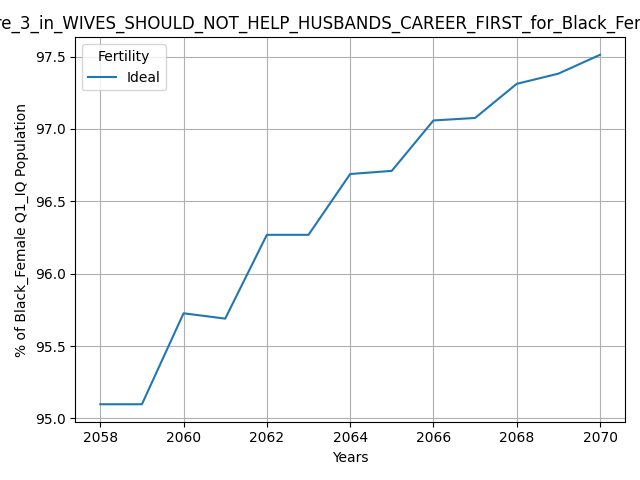 re_3_in_WIVES_SHOULD_NOT_HELP_HUSBANDS_CAREER_FIRST_for_Black_Fe
Fertility
Ideal
% of Black_Female Q1_IQ Population
97.5
97.0
96.5
96.0
95.5
95.0
2058 2060 2062 2064 2066 2068 2070
Years